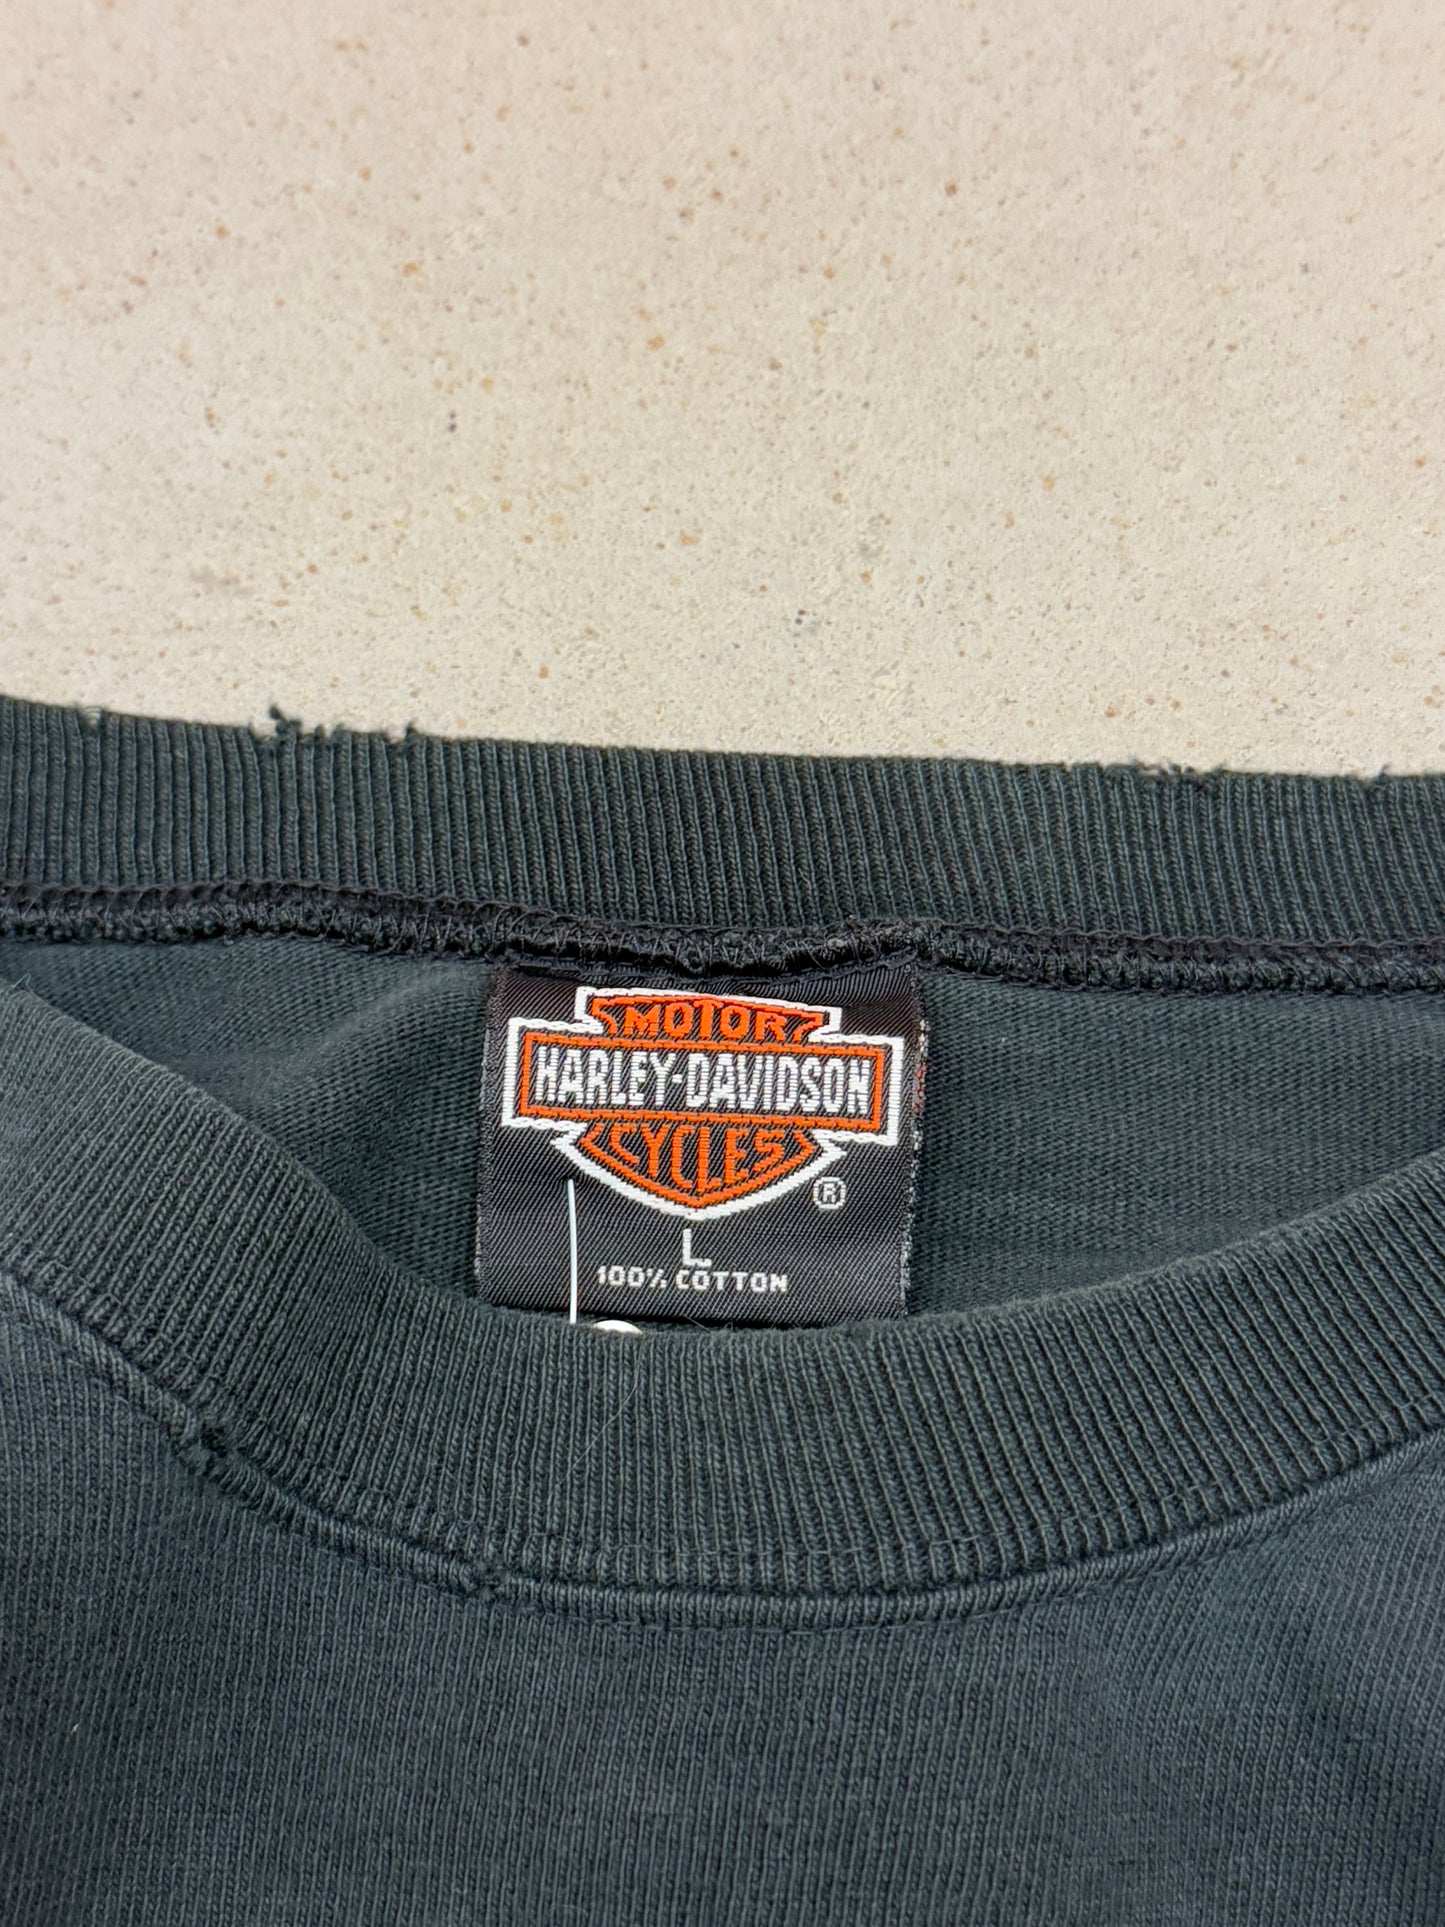 MOTOR
HARLEY-DAVIDSON
CYCLES
®
L
100% COTTON